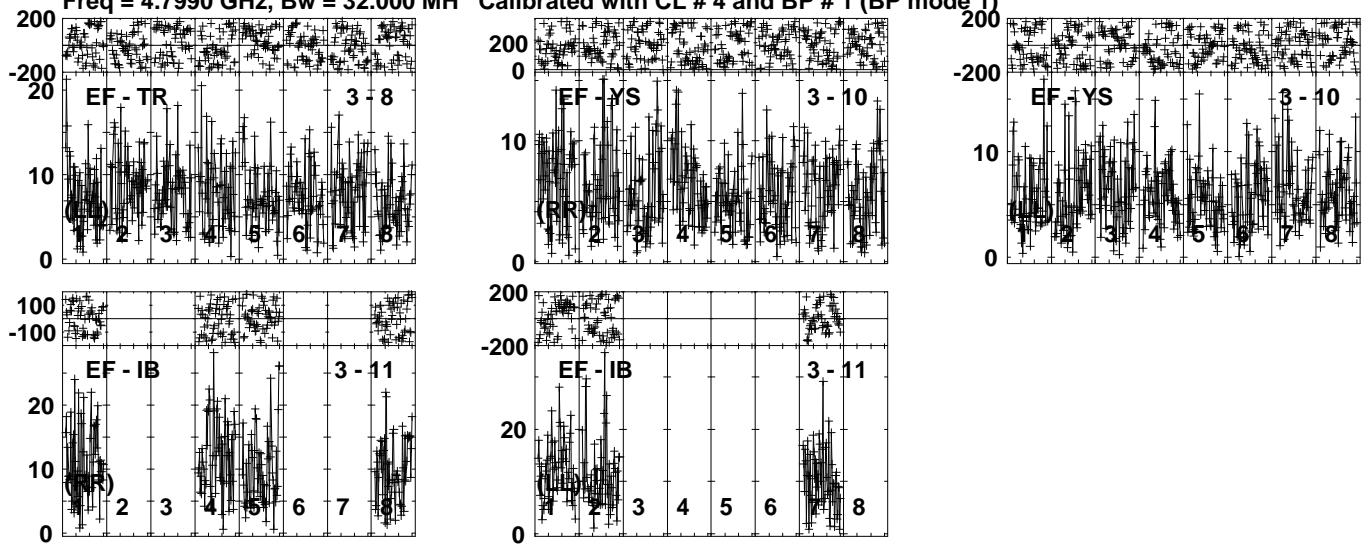 Freq = 4.7990 GHz, Bw = 32.000 MH Calibrated with CL # 4 and BP # 1 (BP mode 1)
200
-200
20
10
0
EF - TR 3 - 8
(LL)
1 2 3 4 5 6 7 8
200
0
10
0
EF - YS 3 - 10
(RR)
1 2 3 4 5 6 7 8
200
-200
10
0
EF - YS 3 - 10
(LL)
1 2 3 4 5 6 7 8
100
-100
20
10
0
EF - IB 3 - 11
(RR)
1 2 3 4 5 6 7 8
200
-200
20
0
EF - IB 3 - 11
(LL)
1 2 3 4 5 6 7 8